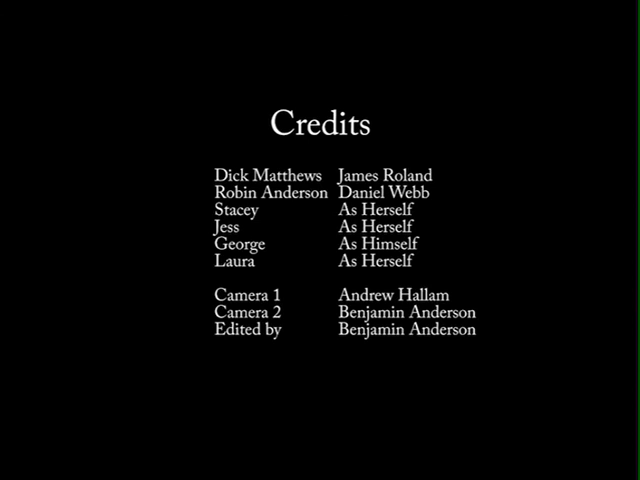 Credits
Dick Matthews James Roland
Robin Anderson Daniel Webb
Stacey As Herself
Jess As Herself
George As Himself
Laura As Herself
Camera 1 Andrew Hallam
Camera 2 Benjamin Anderson
Edited by Benjamin Anderson